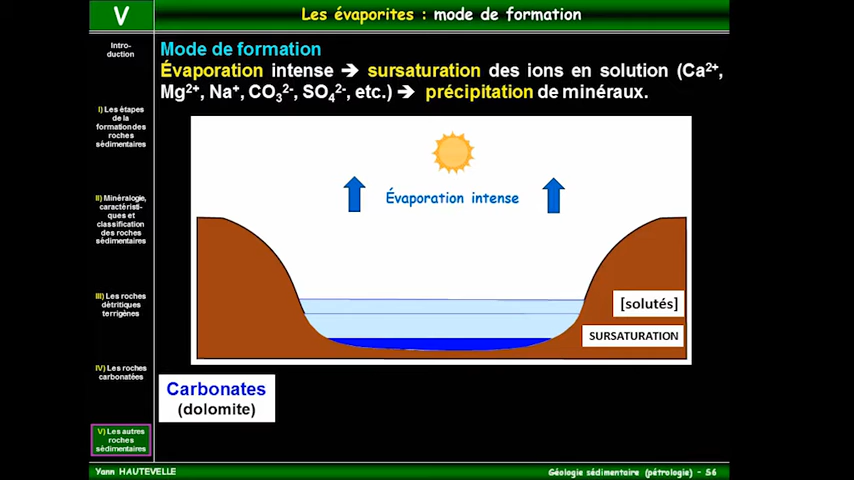 V
Les évaporites : mode de formation
Intro-
duction
I) Les étapes
de la
formation des
roches
sédimentaires
II) Minéralogie,
caractéristi-
ques et
classification
des roches
sédimentaires
III) Les roches
détritiques
terrigènes
IV) Les roches
carbonatées
V) Les autres
roches
sédimentaires
Mode de formation
Évaporation intense ➔ sursaturation des ions en solution (Ca²⁺,
Mg²⁺, Na⁺, CO₃²⁻, SO₄²⁻, etc.) ➔ précipitation de minéraux.
Évaporation intense
[solutés]
SURSATURATION
Carbonates
(dolomite)
Yann HAUTEVELLE
Géologie sédimentaire (pétrologie) - 56